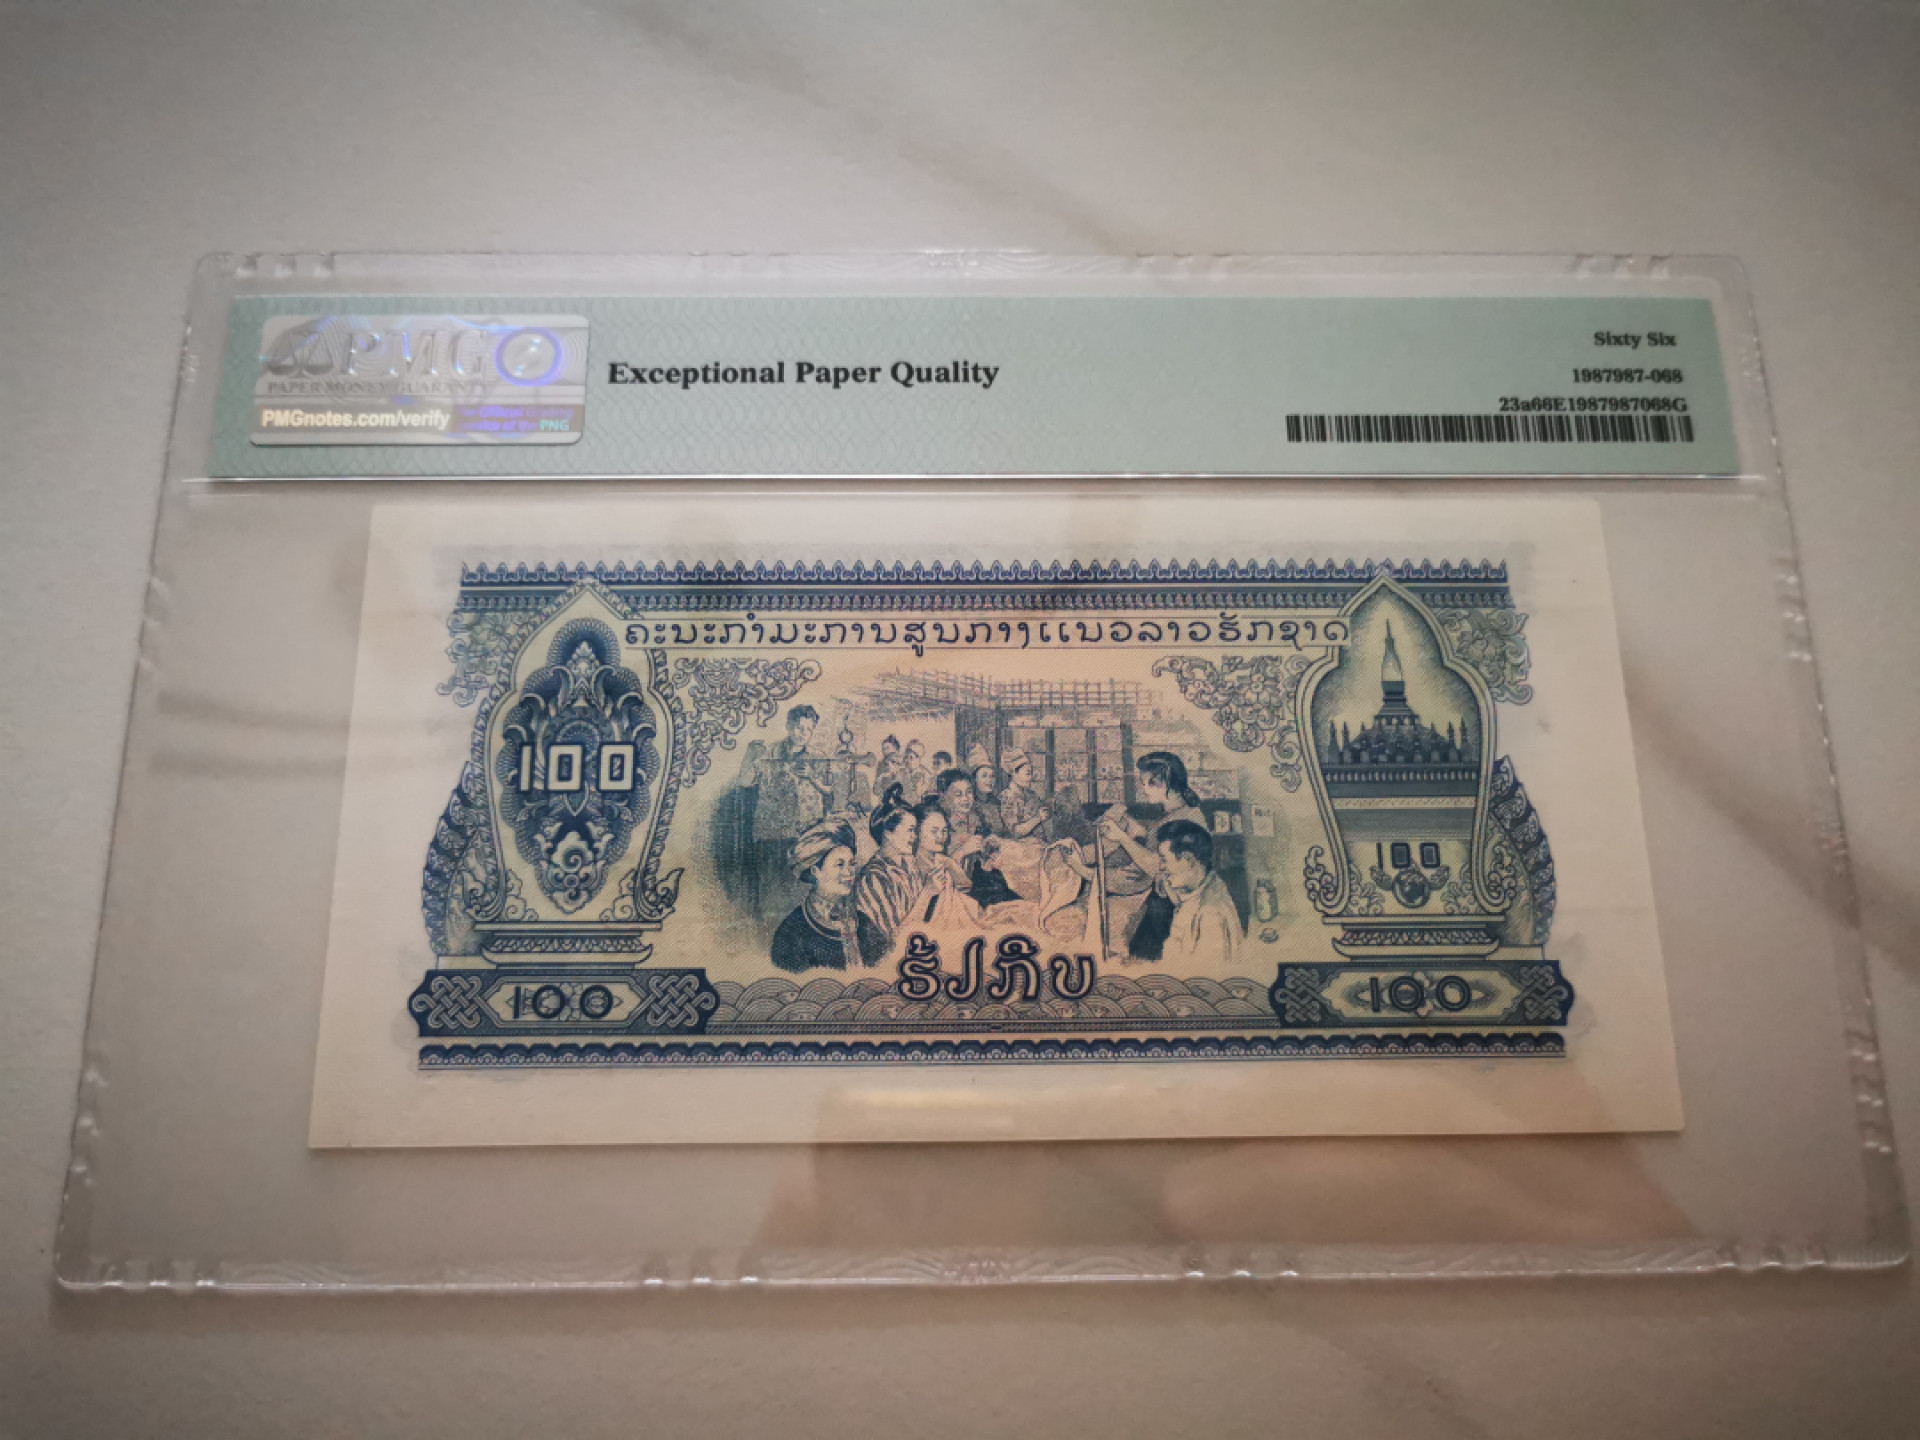 PMG
PAPER MONEY GUARANTY
PMGnotes.com/verify
PNG
Exceptional Paper Quality
Sixty Six
1987987-068
23a66E1987987068G
ຄະນະກຳມະການສູນກາງແນວລາວຮັກຊາດ
100
100
ຮ້ອຍກີບ
100
100